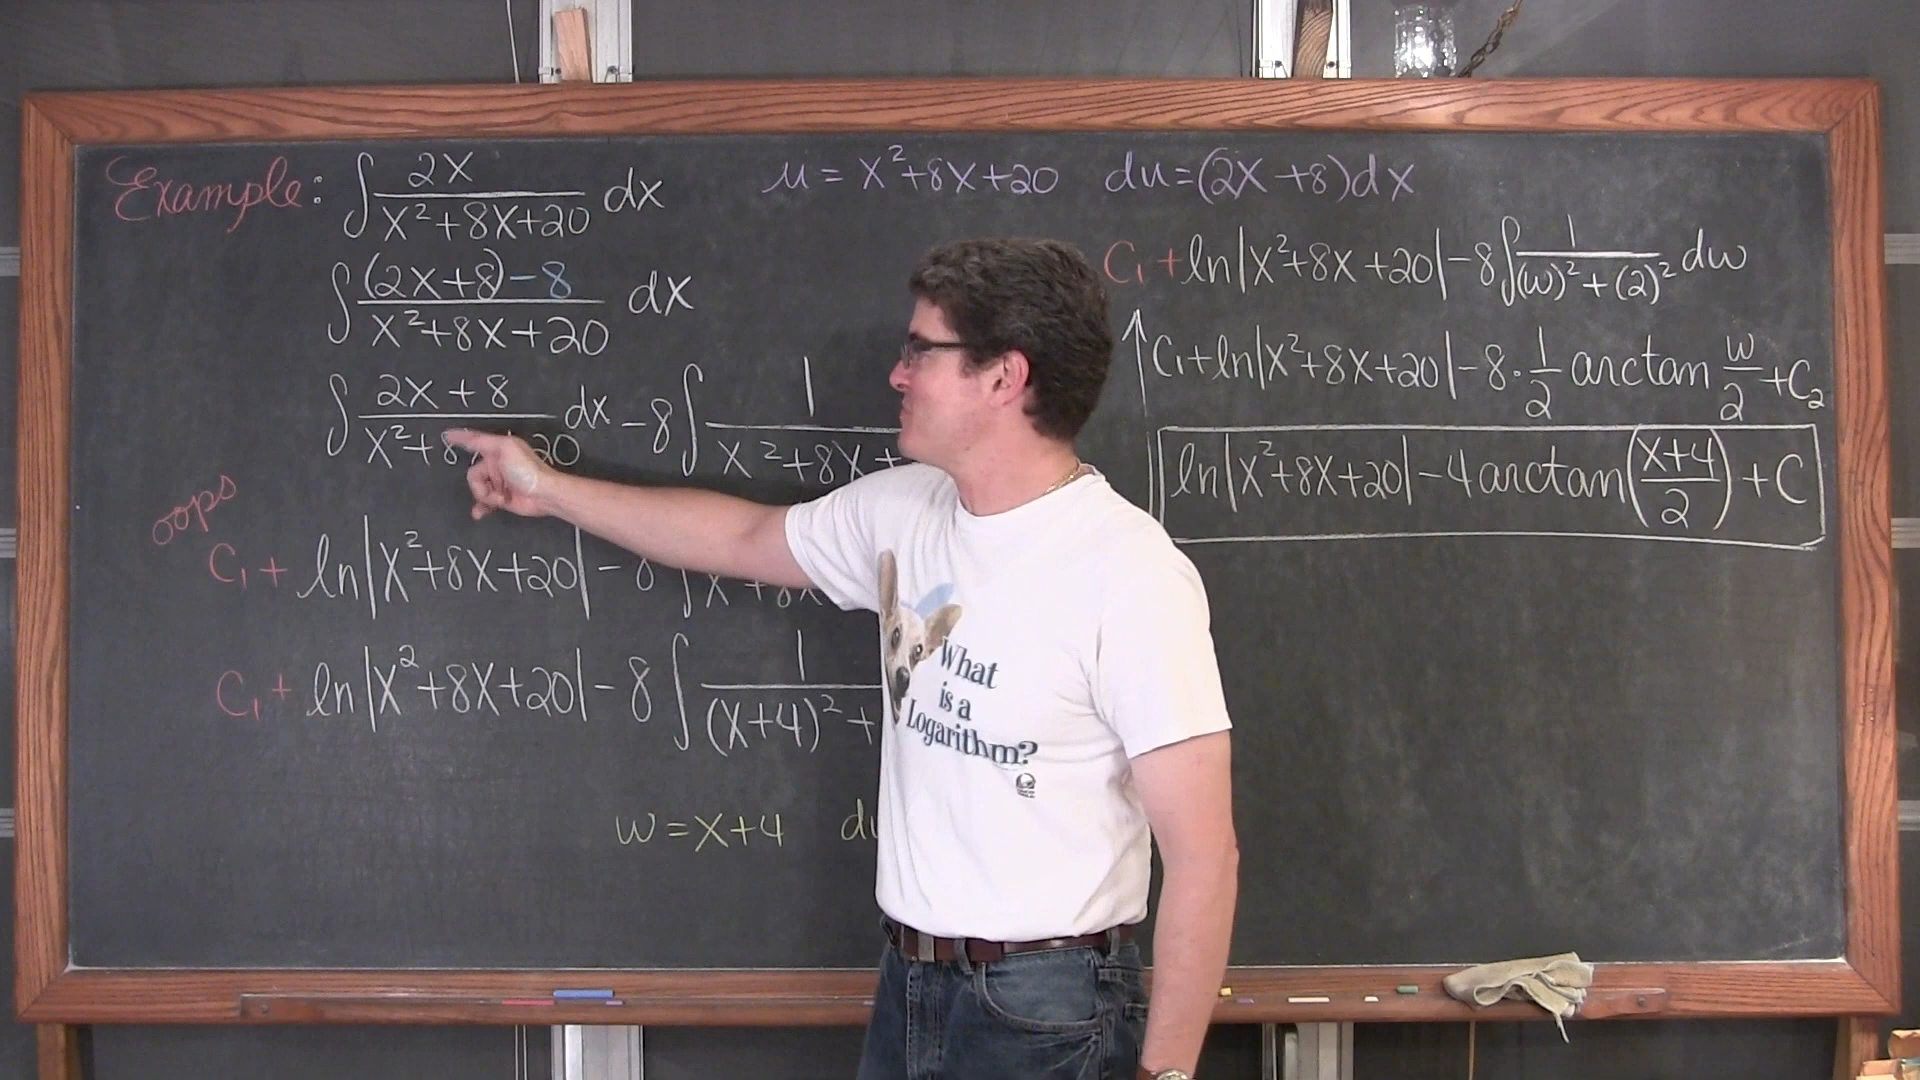 Example: ∫ 2x / (x²+8x+20) dx
u = x²+8x+20 du=(2x+8)dx
∫ ((2x+8)-8) / (x²+8x+20) dx
∫ (2x+8) / (x²+8x+20) dx - 8∫ 1 / (x²+8x+
oops
C₁ + ln|x²+8x+20| - 8∫ x²+8x
C₁ + ln|x²+8x+20| - 8∫ 1 / ((x+4)²+
w = x+4
C₁ + ln|x²+8x+20| - 8∫ 1 / ((w)²+(2)²) dw
C₁ + ln|x²+8x+20| - 8·1/2 arctan w/2 + C₂
ln|x²+8x+20| - 4 arctan((x+4)/2) + C
What
is a
Logarithm?